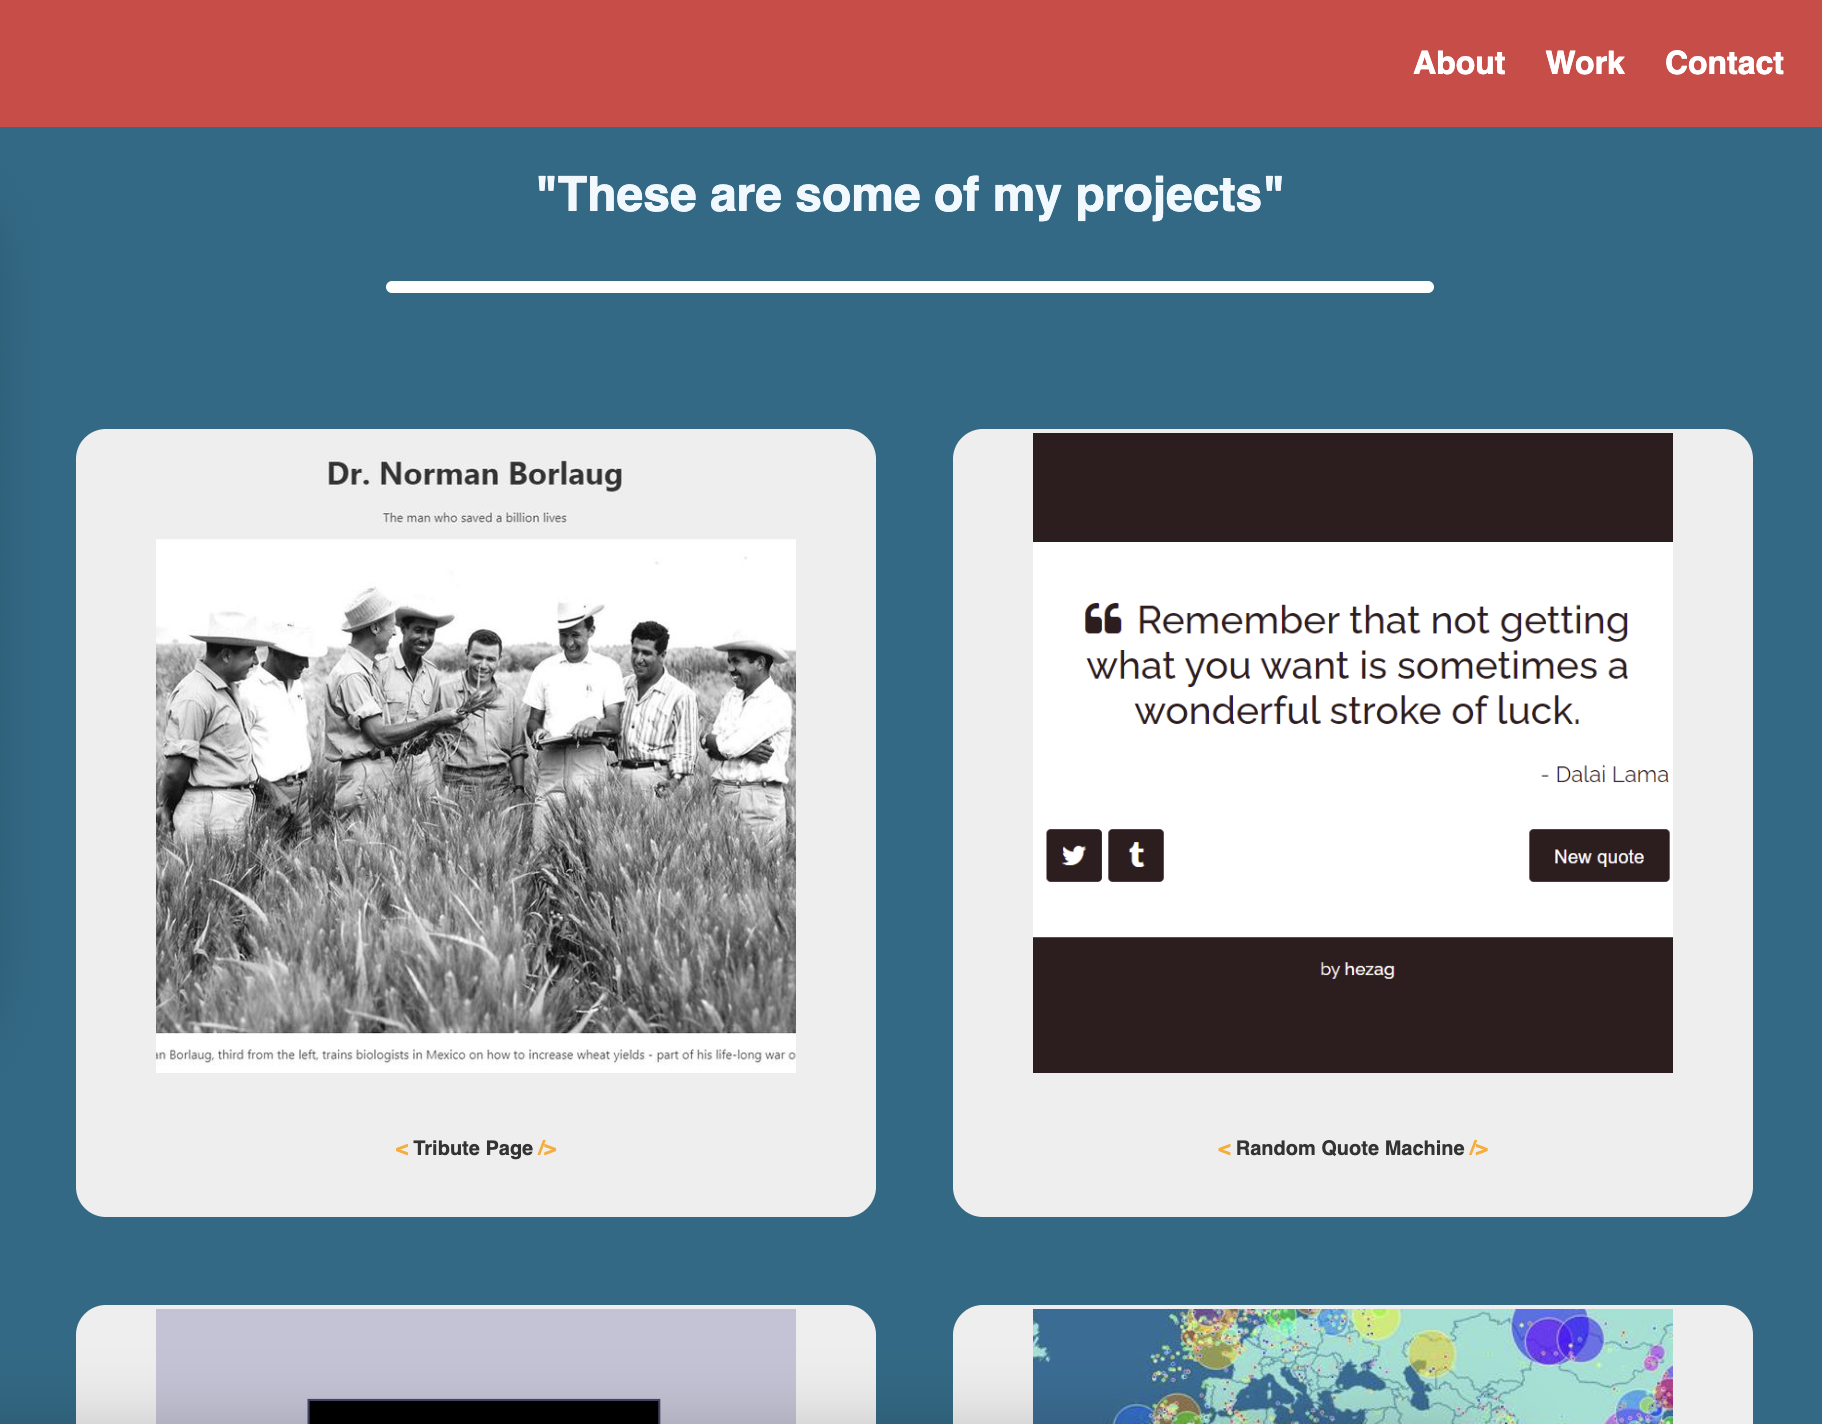 About Work Contact
"These are some of my projects"
Dr. Norman Borlaug
The man who saved a billion lives
Borlaug, third from the left, trains biologists in Mexico on how to increase wheat yields - part of his life-long war
< Tribute Page />
Remember that not getting
what you want is sometimes a
wonderful stroke of luck.
- Dalai Lama
New quote
by hezag
< Random Quote Machine />